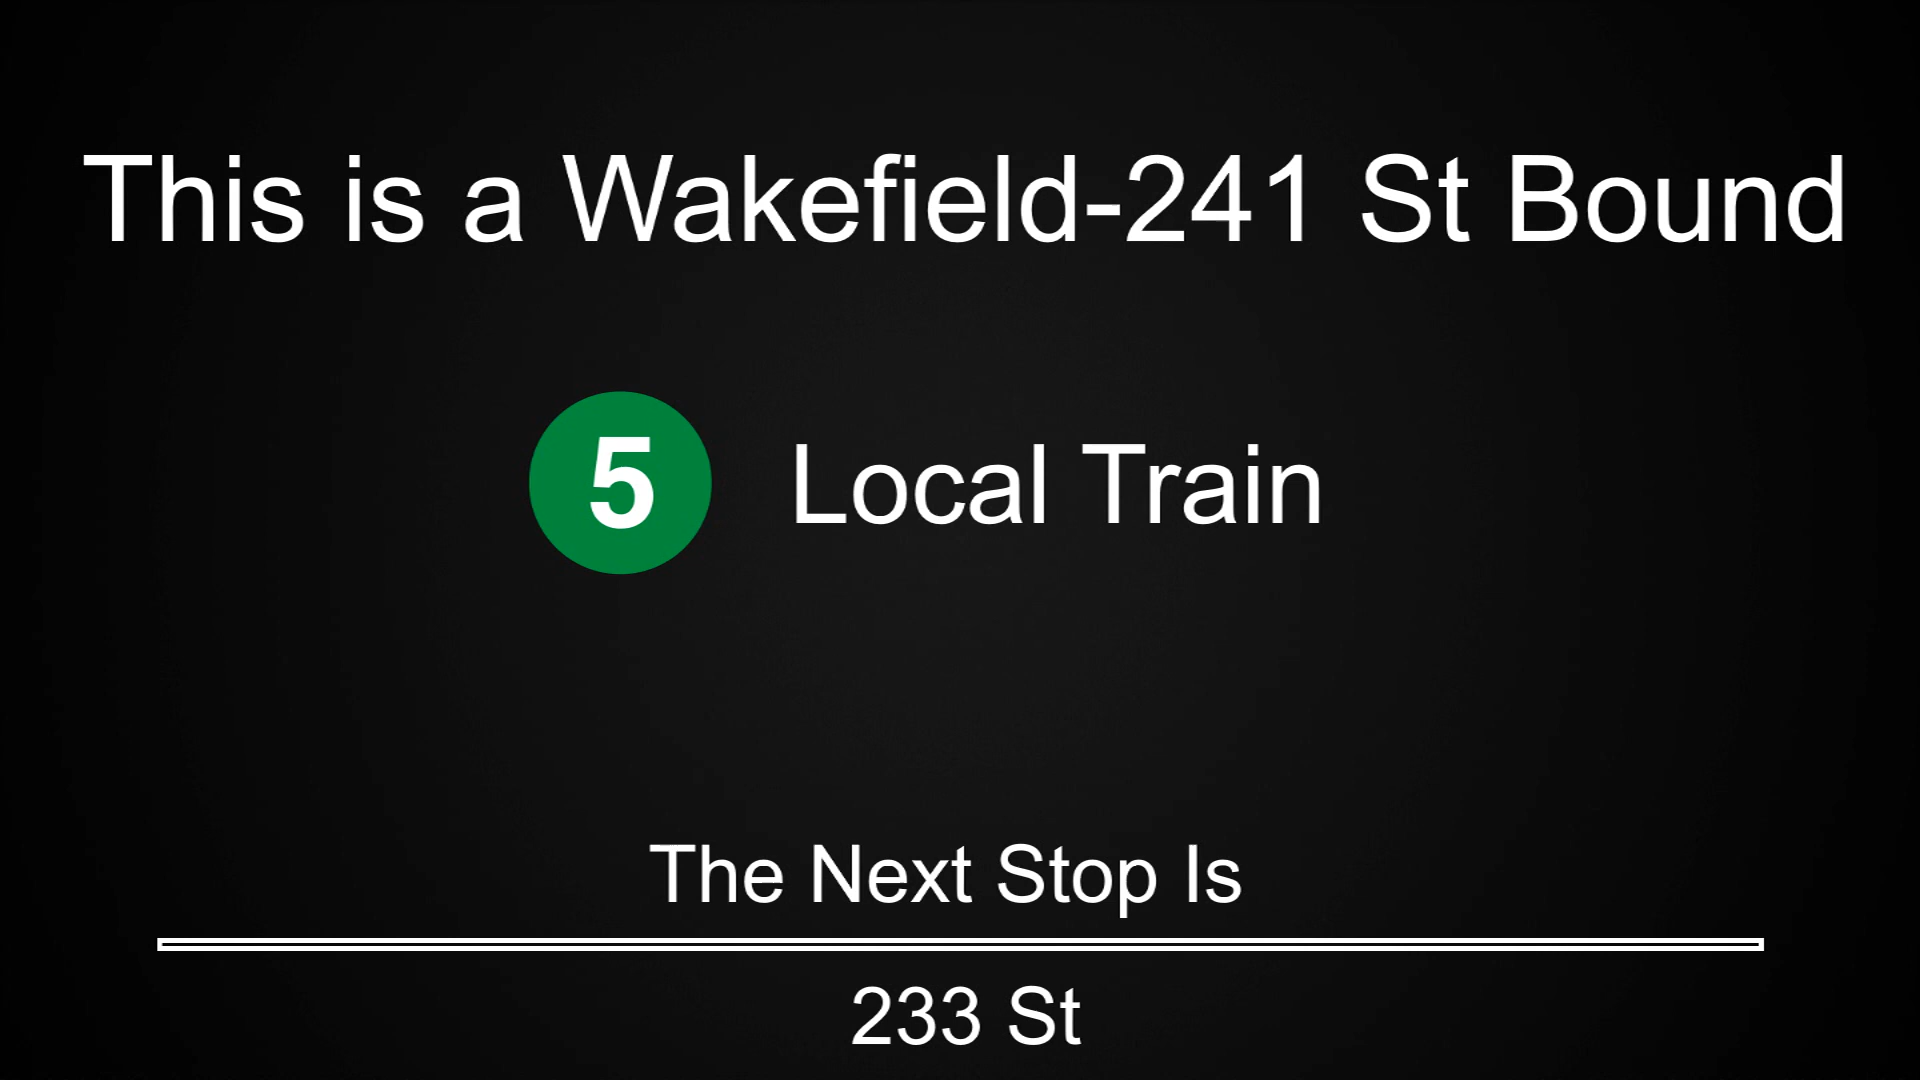 This is a Wakefield-241 St Bound
5 Local Train
The Next Stop Is
233 St